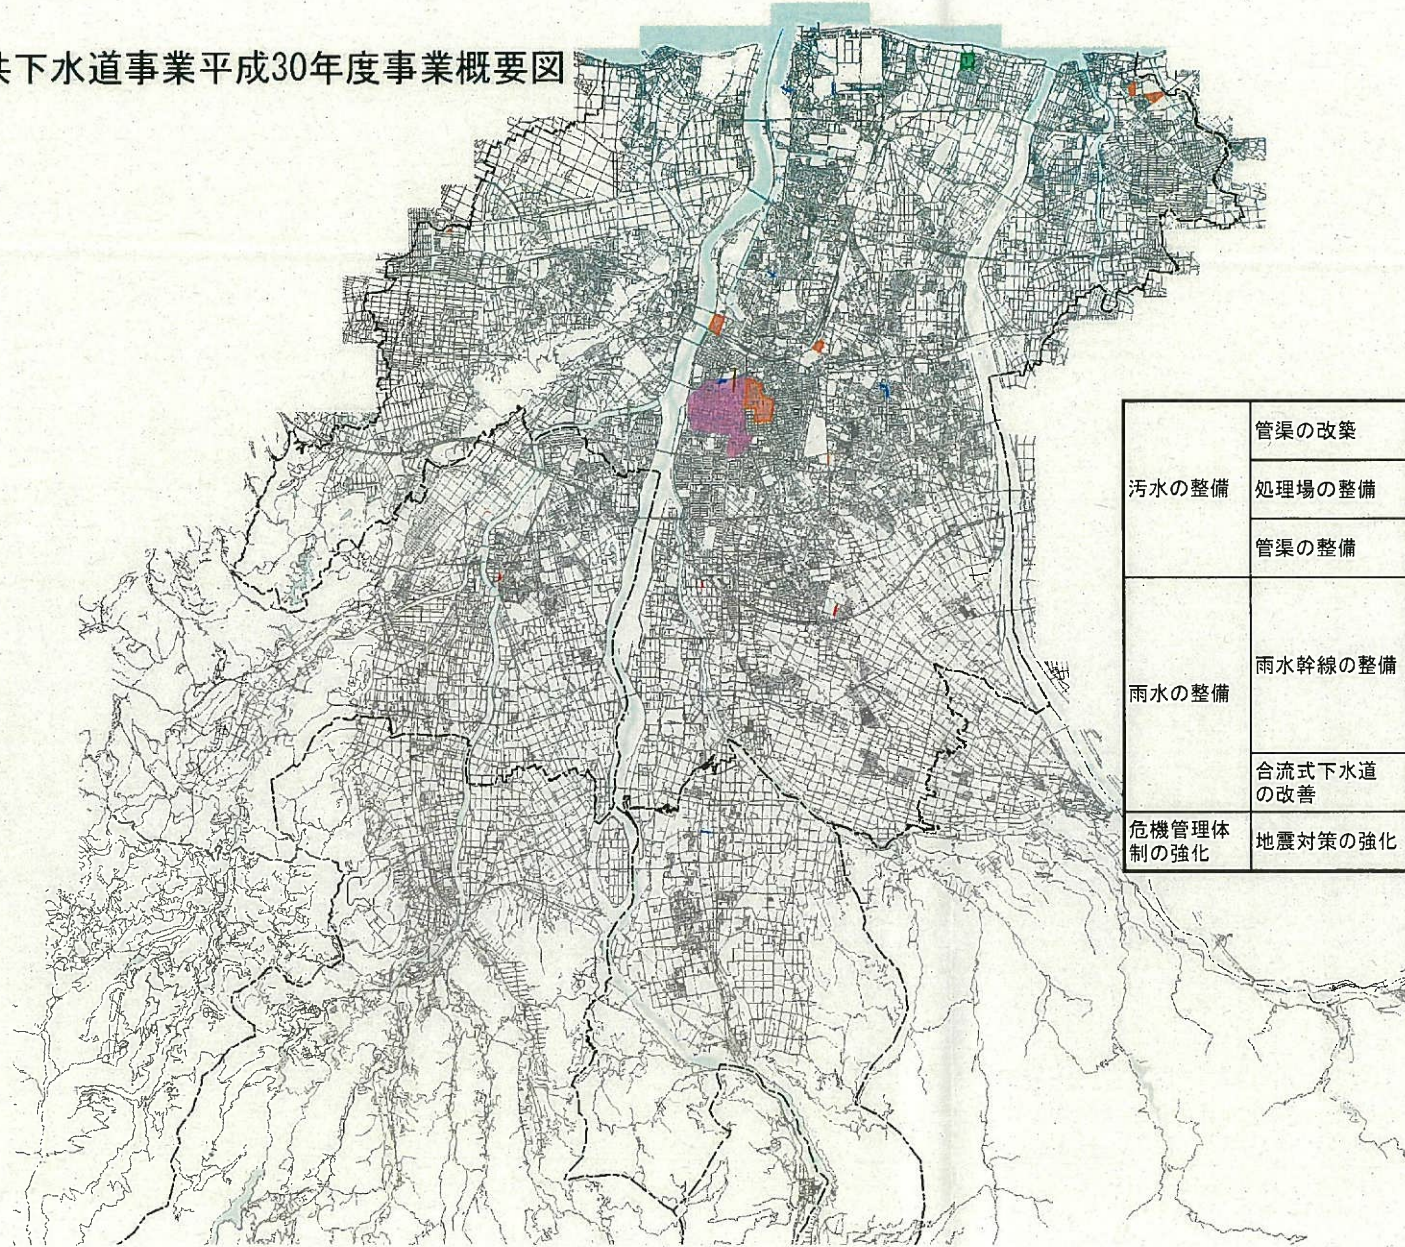 共下水道事業平成30年度事業概要図
汚水の整備
管渠の改築
処理場の整備
管渠の整備
雨水の整備
雨水幹線の整備
合流式下水道
の改善
危機管理体
制の強化
地震対策の強化